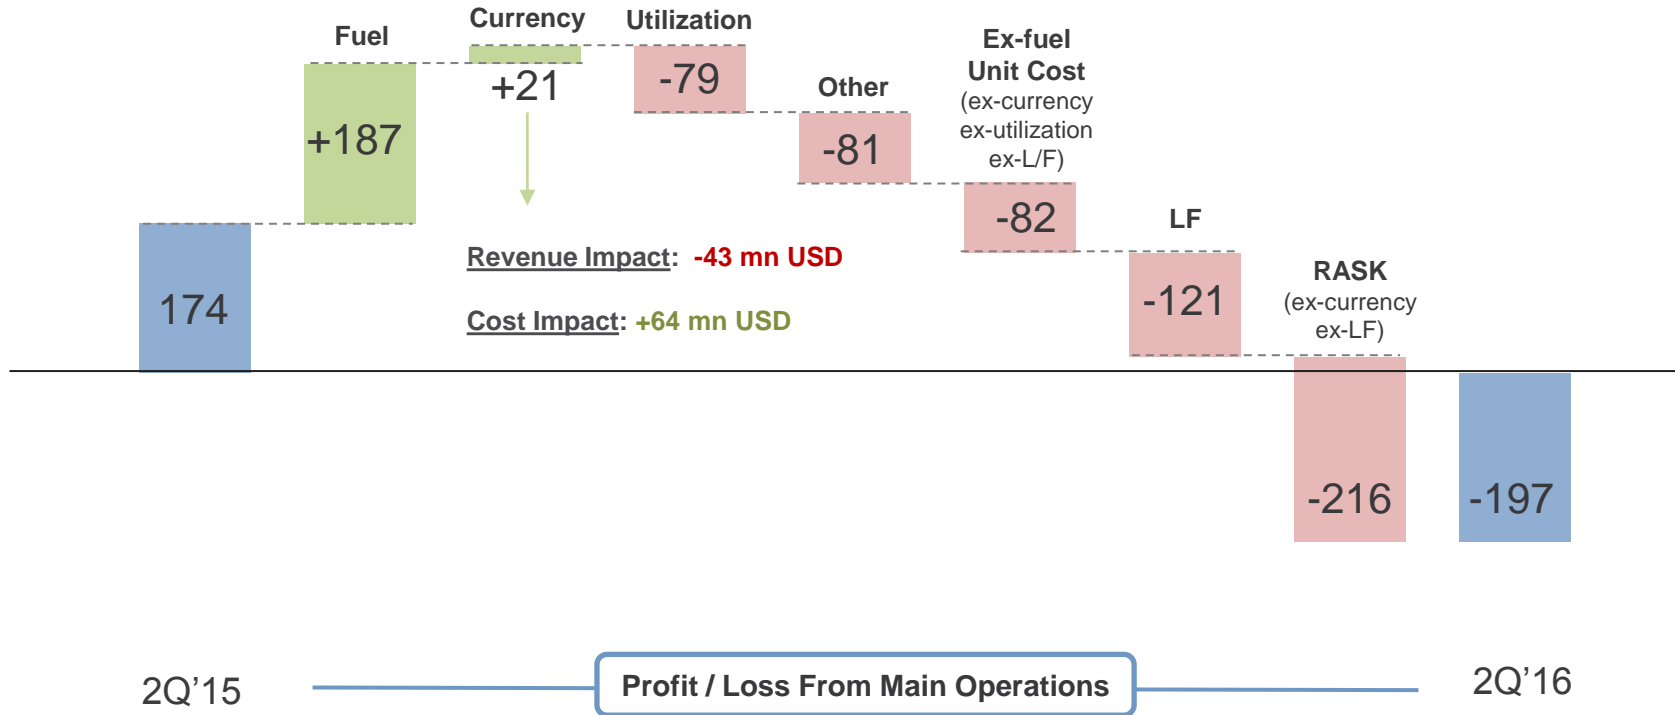 Fuel
+187
Currency
+21
Utilization
-79
Other
-81
Ex-fuel
Unit Cost
(ex-currency
ex-utilization
ex-L/F)
-82
LF
-121
RASK
(ex-currency
ex-LF)
-216
-197
174
Revenue Impact: -43 mn USD
Cost Impact: +64 mn USD
2Q’15
Profit / Loss From Main Operations
2Q’16